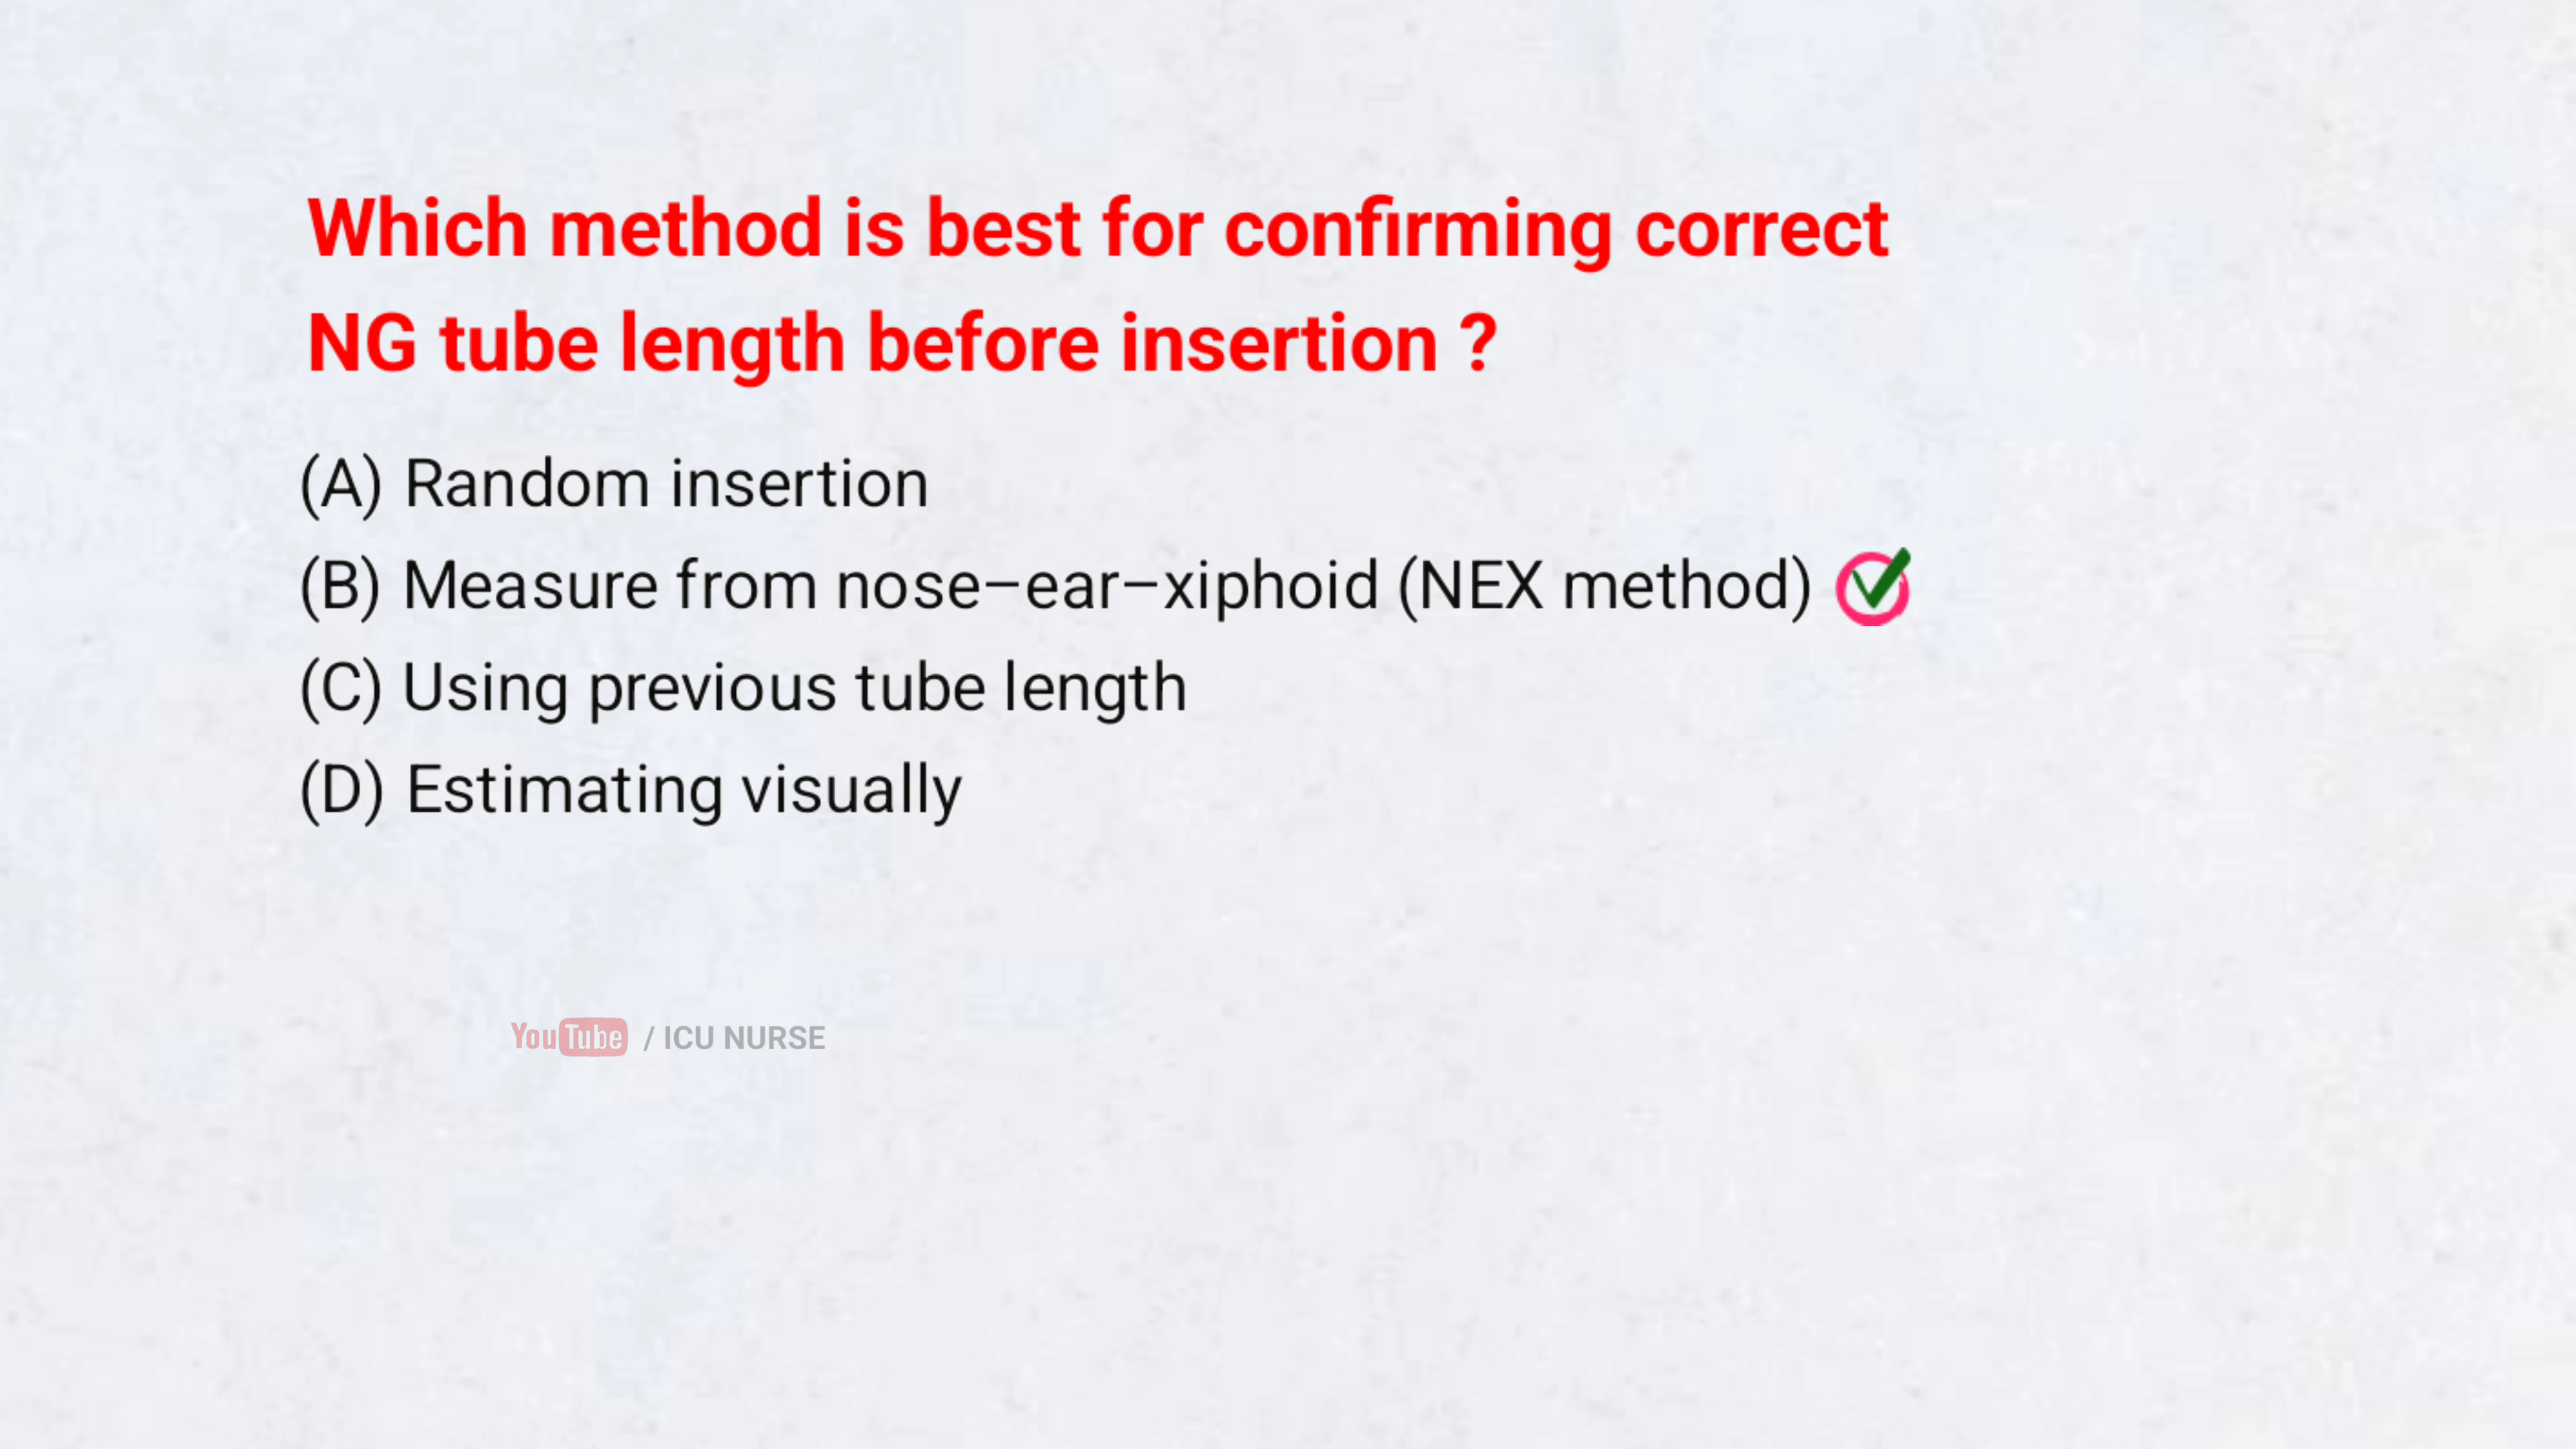 Which method is best for confirming correct
NG tube length before insertion ?
(A) Random insertion
(B) Measure from nose–ear–xiphoid (NEX method)
(C) Using previous tube length
(D) Estimating visually
YouTube / ICU NURSE